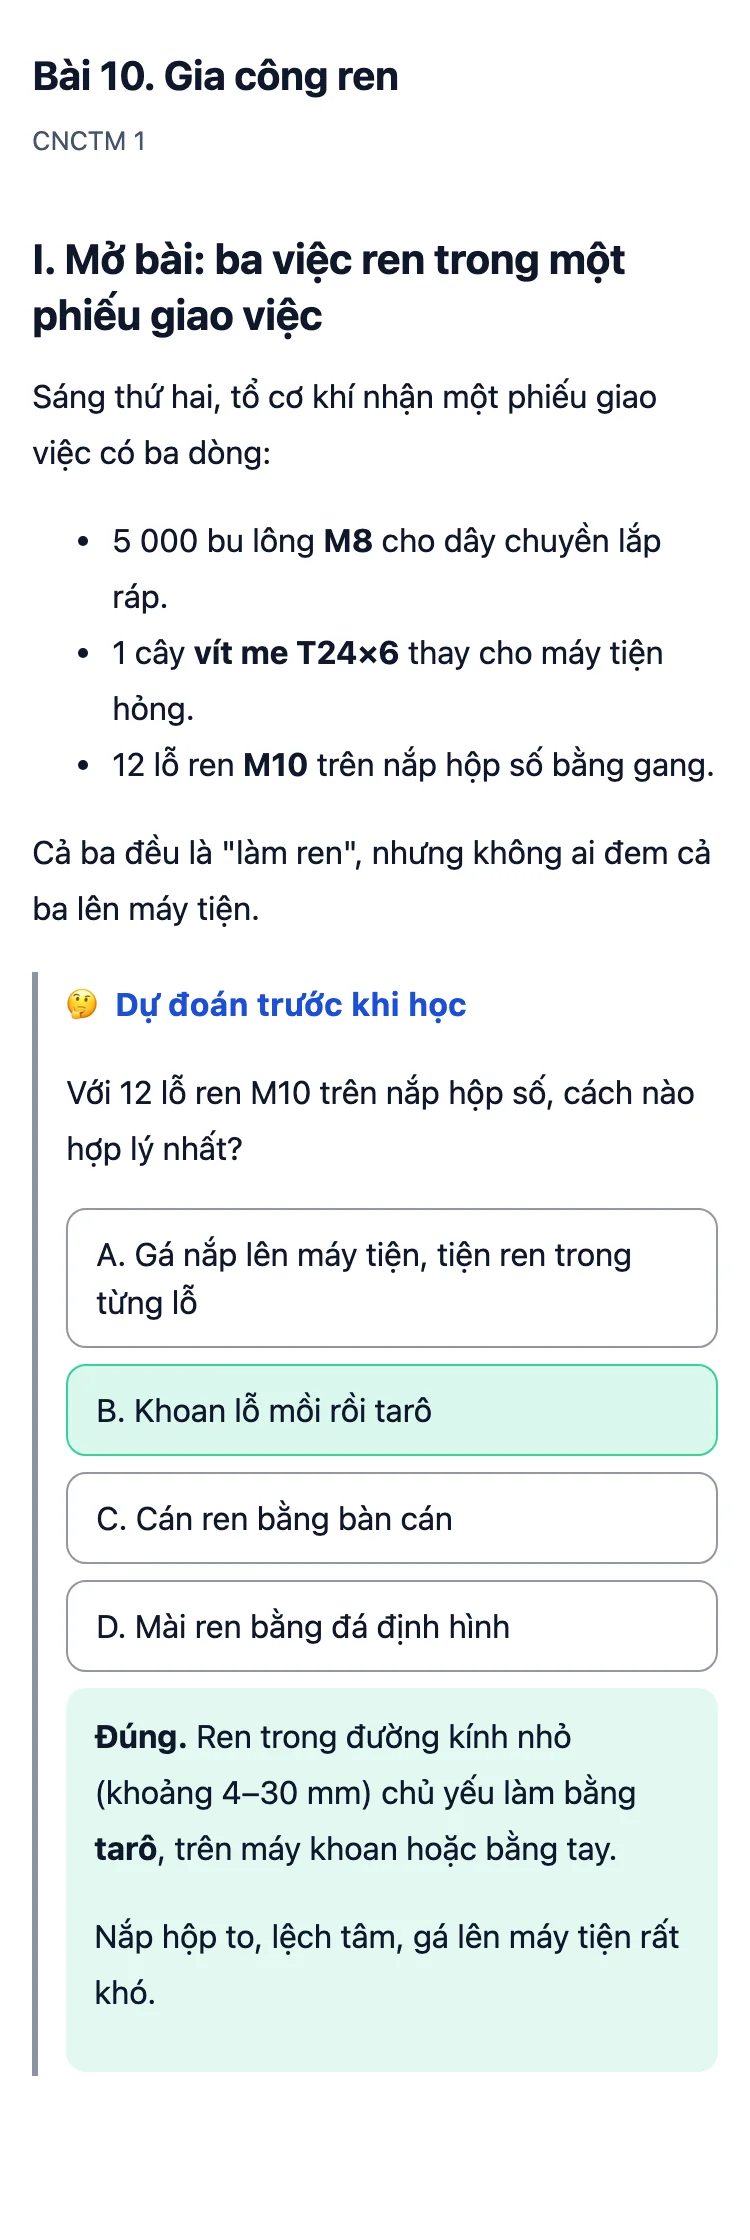 Bài 10. Gia công ren
CNCTM 1
I. Mở bài: ba việc ren trong một
phiếu giao việc
Sáng thứ hai, tổ cơ khí nhận một phiếu giao
việc có ba dòng:
• 5 000 bu lông M8 cho dây chuyền lắp
ráp.
• 1 cây vít me T24×6 thay cho máy tiện
hỏng.
• 12 lỗ ren M10 trên nắp hộp số bằng gang.
Cả ba đều là "làm ren", nhưng không ai đem cả
ba lên máy tiện.
🤔 Dự đoán trước khi học
Với 12 lỗ ren M10 trên nắp hộp số, cách nào
hợp lý nhất?
A. Gá nắp lên máy tiện, tiện ren trong
từng lỗ
B. Khoan lỗ mồi rồi tarô
C. Cán ren bằng bàn cán
D. Mài ren bằng đá định hình
Đúng. Ren trong đường kính nhỏ
(khoảng 4–30 mm) chủ yếu làm bằng
tarô, trên máy khoan hoặc bằng tay.
Nắp hộp to, lệch tâm, gá lên máy tiện rất
khó.